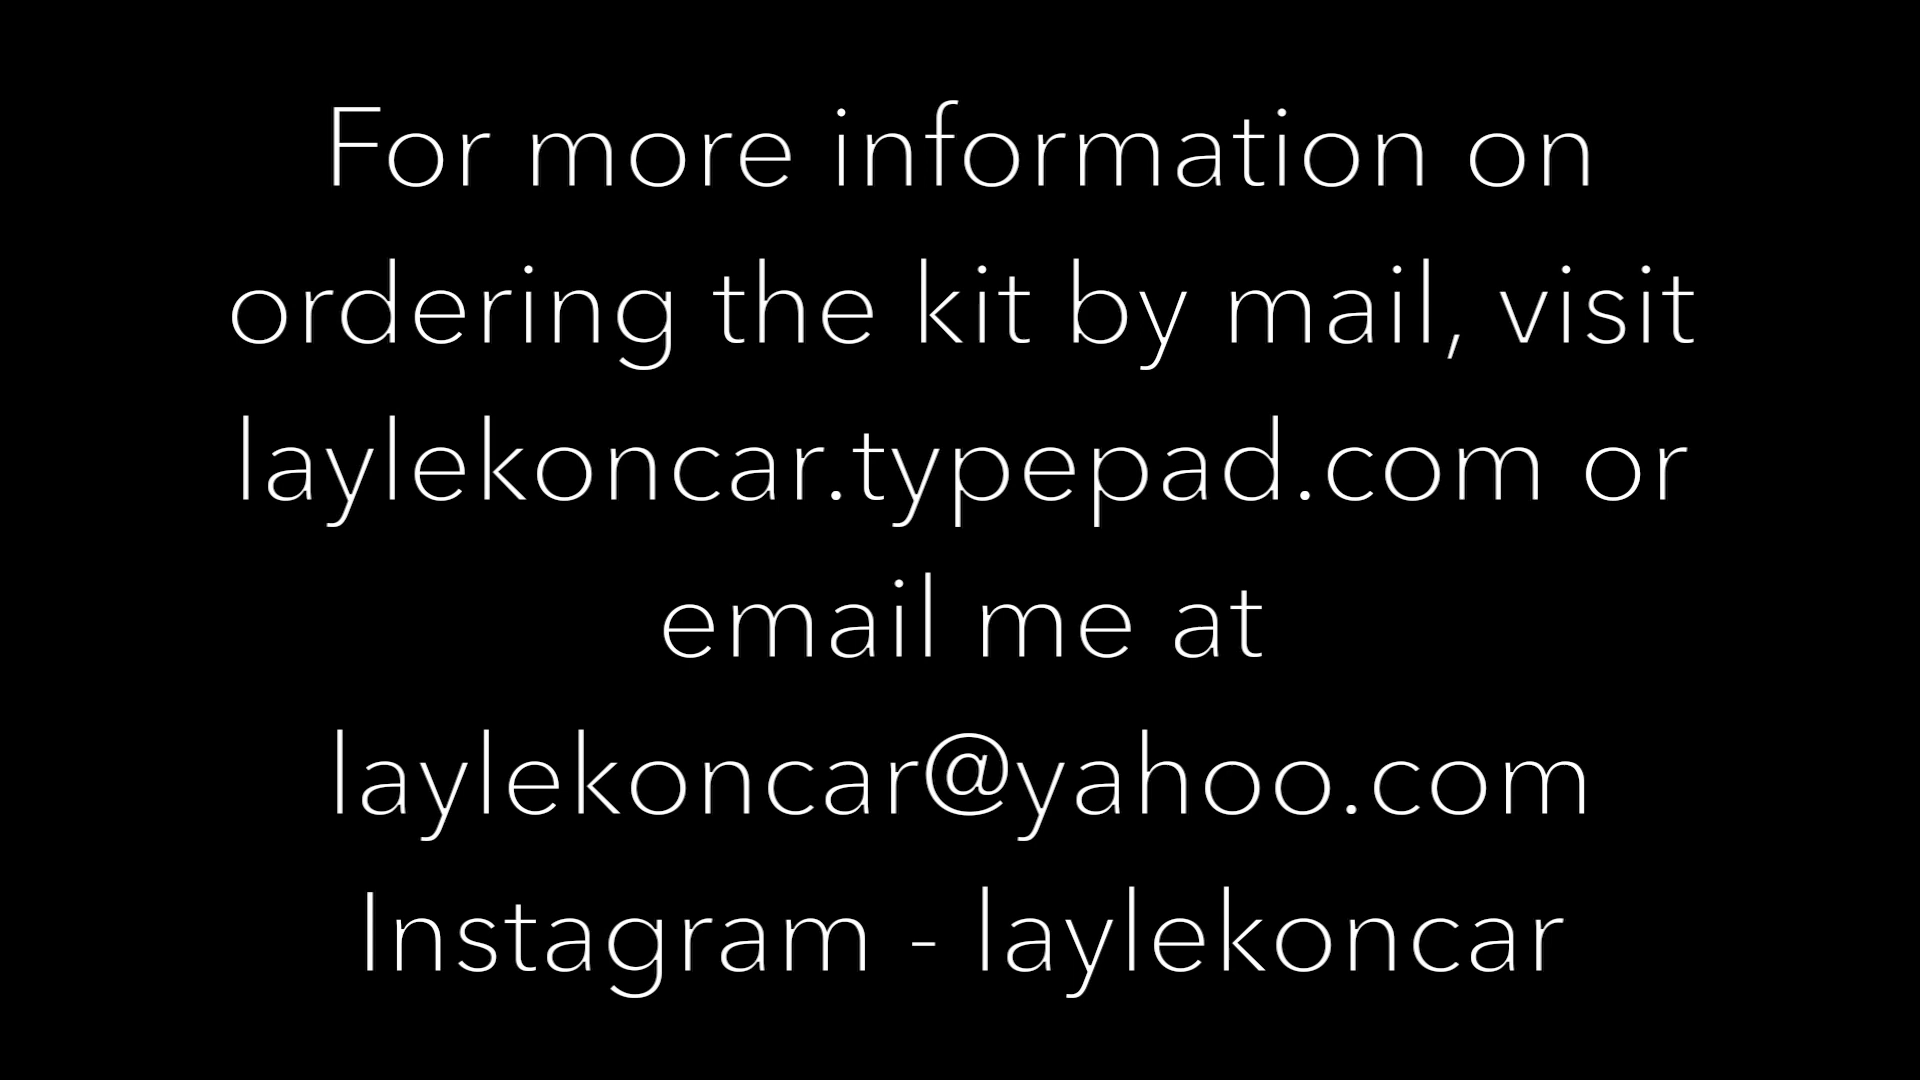 For more information on
ordering the kit by mail, visit
laylekoncar.typepad.com or
email me at
laylekoncar@yahoo.com
Instagram - laylekoncar